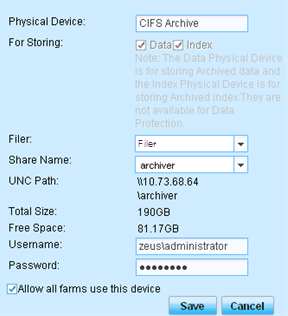 Physical Device: CIFS Archive
For Storing: Data Index
Note: The Data Physical Device
is for storing Archived data and
the Index Physical Device is for
storing Archived index.They are
not available for Data
Protection.
Filer: Filer
Share Name: archiver
UNC Path: \\10.73.68.64
\archiver
Total Size: 190GB
Free Space: 81.17GB
Username: zeus\administrator
Password: ●●●●●●●●
Allow all farms use this device
Save Cancel